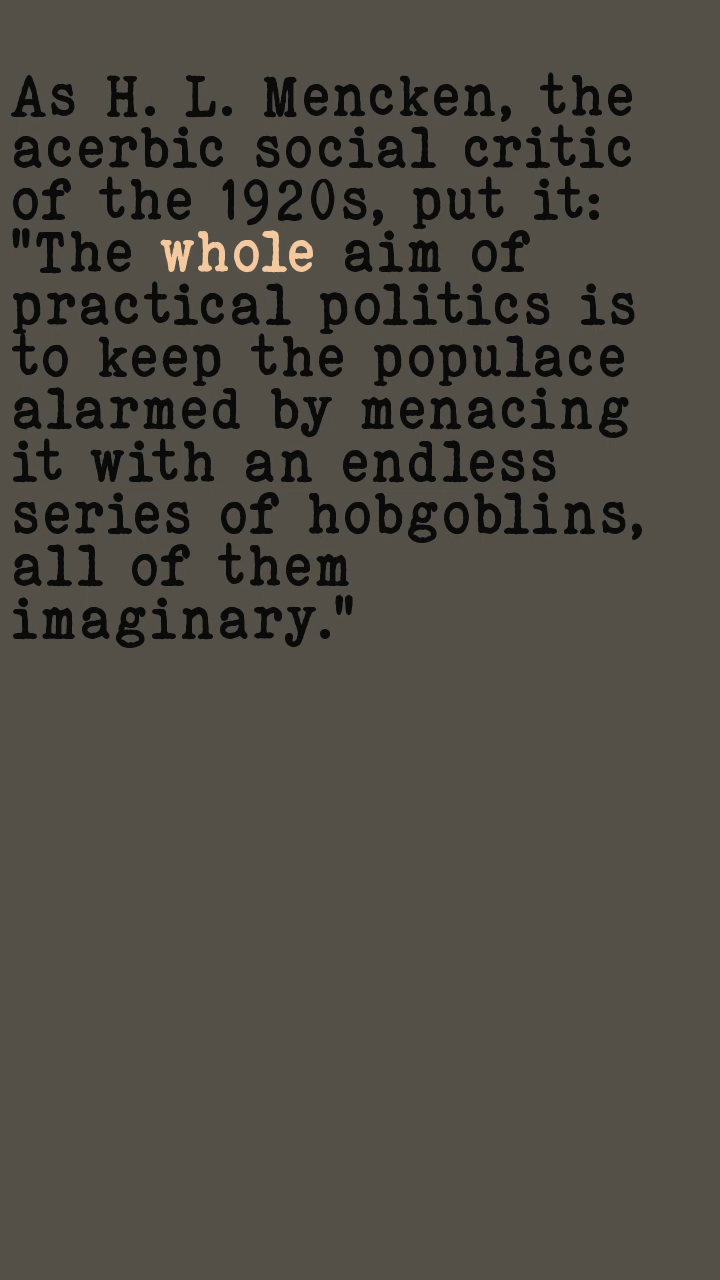 As H. L. Mencken, the
acerbic social critic
of the 1920s, put it:
"The whole aim of
practical politics is
to keep the populace
alarmed by menacing
it with an endless
series of hobgoblins,
all of them
imaginary."